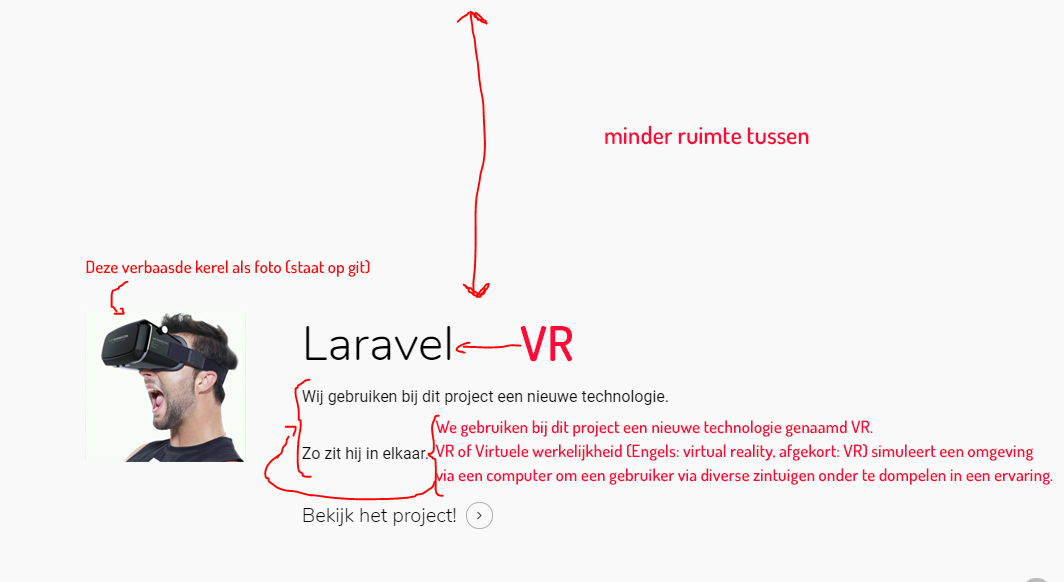 minder ruimte tussen
Deze verbaasde kerel als foto (staat op git)
Laravel VR
Wij gebruiken bij dit project een nieuwe technologie.
We gebruiken bij dit project een nieuwe technologie genaamd VR.
Zo zit hij in elkaar. VR of Virtuele werkelijkheid (Engels: virtual reality, afgekort: VR) simuleert een omgeving
via een computer om een gebruiker via diverse zintuigen onder te dompelen in een ervaring.
Bekijk het project!